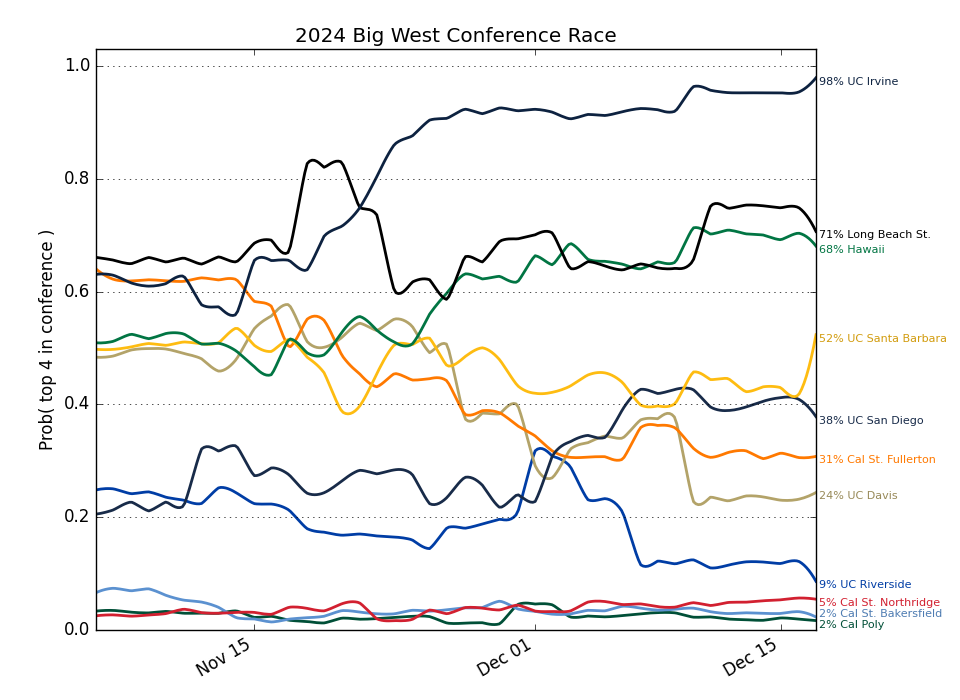 2024 Big West Conference Race
Prob( top 4 in conference )
1.0
0.8
0.6
0.4
0.2
0.0
Nov 15
Dec 01
Dec 15
98% UC Irvine
71% Long Beach St.
68% Hawaii
52% UC Santa Barbara
38% UC San Diego
31% Cal St. Fullerton
24% UC Davis
9% UC Riverside
5% Cal St. Northridge
2% Cal St. Bakersfield
2% Cal Poly